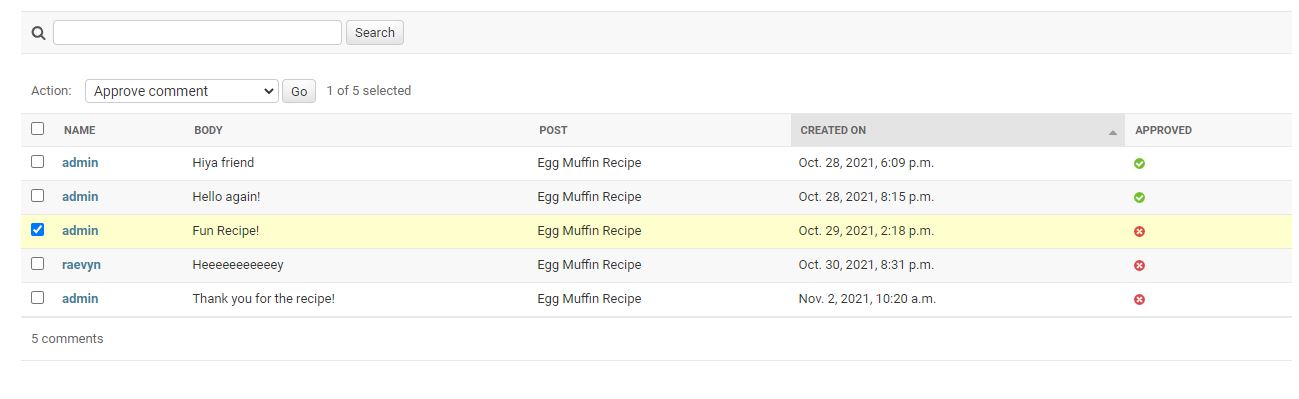 Search
Action: Approve comment Go 1 of 5 selected
NAME BODY POST CREATED ON APPROVED
admin Hiya friend Egg Muffin Recipe Oct. 28, 2021, 6:09 p.m.
admin Hello again! Egg Muffin Recipe Oct. 28, 2021, 8:15 p.m.
admin Fun Recipe! Egg Muffin Recipe Oct. 29, 2021, 2:18 p.m.
raevyn Heeeeeeeeeeey Egg Muffin Recipe Oct. 30, 2021, 8:31 p.m.
admin Thank you for the recipe! Egg Muffin Recipe Nov. 2, 2021, 10:20 a.m.
5 comments